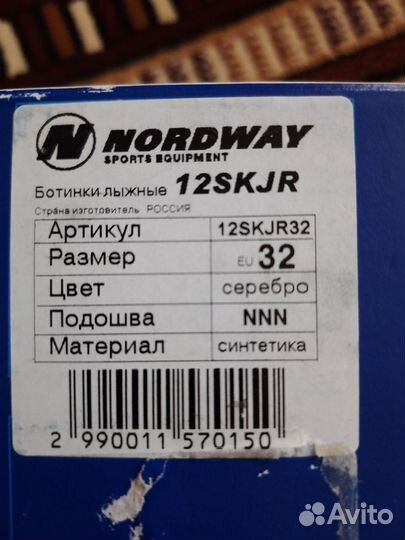 NORDWAY
SPORTS EQUIPMENT
Ботинки лыжные 12SKJR
Страна изготовитель РОССИЯ
Артикул 12SKJR32
Размер EU 32
Цвет серебро
Подошва NNN
Материал синтетика
2 990011 570150
Avito